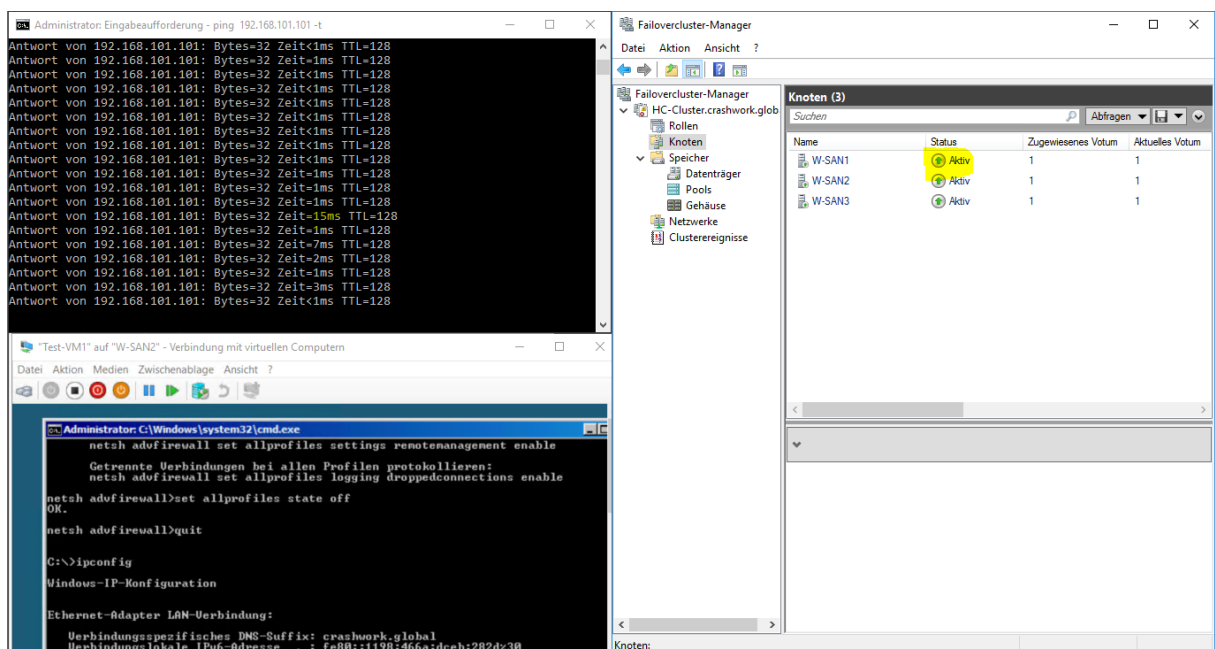 Administrator: Eingabeaufforderung - ping 192.168.101.101 -t
Antwort von 192.168.101.101: Bytes=32 Zeit<1ms TTL=128
Antwort von 192.168.101.101: Bytes=32 Zeit=1ms TTL=128
Antwort von 192.168.101.101: Bytes=32 Zeit=1ms TTL=128
Antwort von 192.168.101.101: Bytes=32 Zeit<1ms TTL=128
Antwort von 192.168.101.101: Bytes=32 Zeit<1ms TTL=128
Antwort von 192.168.101.101: Bytes=32 Zeit=1ms TTL=128
Antwort von 192.168.101.101: Bytes=32 Zeit<1ms TTL=128
Antwort von 192.168.101.101: Bytes=32 Zeit=1ms TTL=128
Antwort von 192.168.101.101: Bytes=32 Zeit<1ms TTL=128
Antwort von 192.168.101.101: Bytes=32 Zeit=1ms TTL=128
Antwort von 192.168.101.101: Bytes=32 Zeit<1ms TTL=128
Antwort von 192.168.101.101: Bytes=32 Zeit=1ms TTL=128
Antwort von 192.168.101.101: Bytes=32 Zeit=15ms TTL=128
Antwort von 192.168.101.101: Bytes=32 Zeit=1ms TTL=128
Antwort von 192.168.101.101: Bytes=32 Zeit=7ms TTL=128
Antwort von 192.168.101.101: Bytes=32 Zeit=2ms TTL=128
Antwort von 192.168.101.101: Bytes=32 Zeit=1ms TTL=128
Antwort von 192.168.101.101: Bytes=32 Zeit=3ms TTL=128
Antwort von 192.168.101.101: Bytes=32 Zeit<1ms TTL=128
"Test-VM1" auf "W-SAN2" - Verbindung mit virtuellen Computern
Datei Aktion Medien Zwischenablage Ansicht ?
Administrator: C:\Windows\system32\cmd.exe
netsh advfirewall set allprofiles settings remotemanagement enable
Getrennte Verbindungen bei allen Profilen protokollieren:
netsh advfirewall set allprofiles logging droppedconnections enable
netsh advfirewall>set allprofiles state off
OK.
netsh advfirewall>quit
C:\>ipconfig
Windows-IP-Konfiguration
Ethernet-Adapter LAN-Verbindung:
Verbindungsspezifisches DNS-Suffix: crashwork.global
Verbindungslokale IPv6-Adresse . : fe80::1198:466a:dceb:282d%30
Failovercluster-Manager
Datei Aktion Ansicht ?
Failovercluster-Manager
HC-Cluster.crashwork.glob
Rollen
Knoten
Speicher
Datenträger
Pools
Gehäuse
Netzwerke
Clusterereignisse
Knoten (3)
Suchen Abfragen
Name Status Zugewiesenes Votum Aktuelles Votum
W-SAN1 Aktiv 1 1
W-SAN2 Aktiv 1 1
W-SAN3 Aktiv 1 1
Knoten: